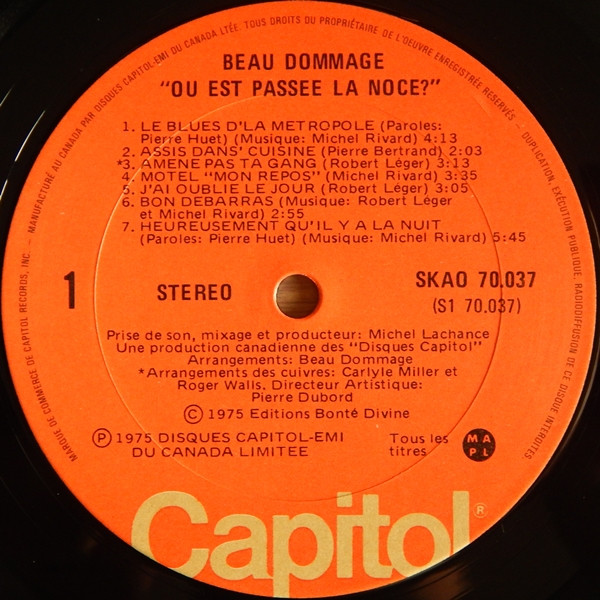 MARQUE DE COMMERCE DE CAPITOL RECORDS, INC. — MANUFACTURÉ AU CANADA PAR DISQUES CAPITOL-EMI DU CANADA LTÉE. TOUS DROITS DU PROPRIÉTAIRE DE L'OEUVRE ENREGISTRÉE RÉSERVÉS — DUPLICATION, EXÉCUTION PUBLIQUE, RADIODIFFUSION DE CE DISQUE INTERDITES
BEAU DOMMAGE
"OU EST PASSEE LA NOCE?"
1. LE BLUES D'LA METROPOLE (Paroles:
Pierre Huet) (Musique: Michel Rivard) 4:13
2. ASSIS DANS' CUISINE (Pierre Bertrand) 2:03
*3. AMENE PAS TA GANG (Robert Léger) 3:13
4. MOTEL "MON REPOS" (Michel Rivard) 3:35
5. J'AI OUBLIE LE JOUR (Robert Léger) 3:05
6. BON DEBARRAS (Musique: Robert Léger
et Michel Rivard) 2:55
7. HEUREUSEMENT QU'IL Y A LA NUIT
(Paroles: Pierre Huet) (Musique: Michel Rivard) 5:45
1 STEREO SKAO 70.037
(S1 70.037)
Prise de son, mixage et producteur: Michel Lachance
Une production canadienne des "Disques Capitol"
Arrangements: Beau Dommage
*Arrangements des cuivres: Carlyle Miller et
Roger Walls. Directeur Artistique:
Pierre Dubord
© 1975 Editions Bonté Divine
℗ 1975 DISQUES CAPITOL-EMI
DU CANADA LIMITEE
Tous les
titres
M A
P L
Capitol®